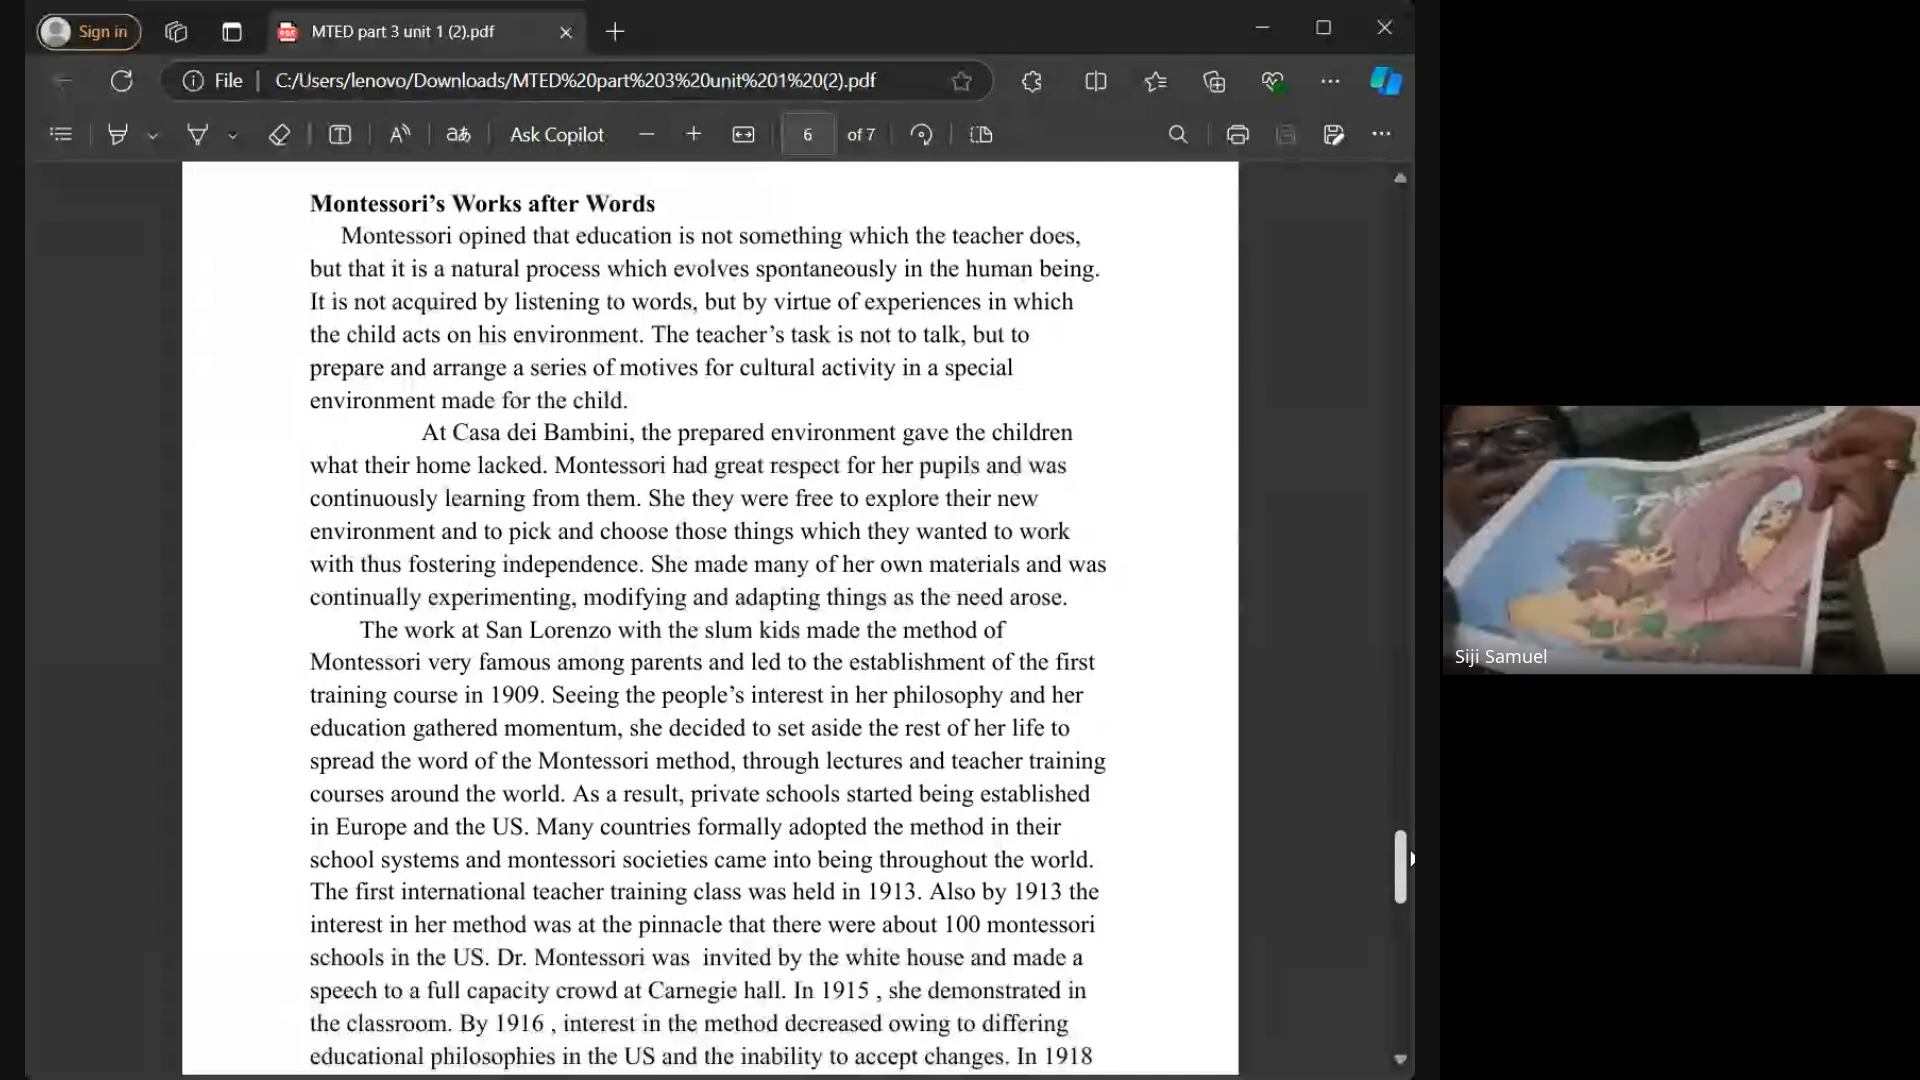 Sign in
MTED part 3 unit 1 (2).pdf
File
C:/Users/lenovo/Downloads/MTED%20part%203%20unit%201%20(2).pdf
Ask Copilot
6
of 7
Montessori’s Works after Words
Montessori opined that education is not something which the teacher does,
but that it is a natural process which evolves spontaneously in the human being.
It is not acquired by listening to words, but by virtue of experiences in which
the child acts on his environment. The teacher’s task is not to talk, but to
prepare and arrange a series of motives for cultural activity in a special
environment made for the child.
At Casa dei Bambini, the prepared environment gave the children
what their home lacked. Montessori had great respect for her pupils and was
continuously learning from them. She they were free to explore their new
environment and to pick and choose those things which they wanted to work
with thus fostering independence. She made many of her own materials and was
continually experimenting, modifying and adapting things as the need arose.
The work at San Lorenzo with the slum kids made the method of
Montessori very famous among parents and led to the establishment of the first
training course in 1909. Seeing the people’s interest in her philosophy and her
education gathered momentum, she decided to set aside the rest of her life to
spread the word of the Montessori method, through lectures and teacher training
courses around the world. As a result, private schools started being established
in Europe and the US. Many countries formally adopted the method in their
school systems and montessori societies came into being throughout the world.
The first international teacher training class was held in 1913. Also by 1913 the
interest in her method was at the pinnacle that there were about 100 montessori
schools in the US. Dr. Montessori was  invited by the white house and made a
speech to a full capacity crowd at Carnegie hall. In 1915 , she demonstrated in
the classroom. By 1916 , interest in the method decreased owing to differing
educational philosophies in the US and the inability to accept changes. In 1918
Siji Samuel